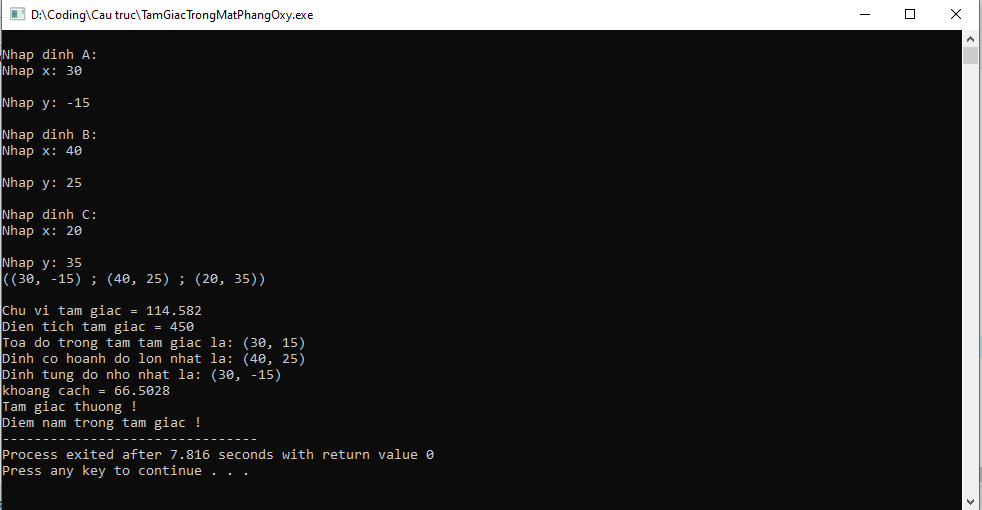 D:\Coding\Cau truc\TamGiacTrongMatPhangOxy.exe
Nhap dinh A:
Nhap x: 30
Nhap y: -15
Nhap dinh B:
Nhap x: 40
Nhap y: 25
Nhap dinh C:
Nhap x: 20
Nhap y: 35
((30, -15) ; (40, 25) ; (20, 35))
Chu vi tam giac = 114.582
Dien tich tam giac = 450
Toa do trong tam tam giac la: (30, 15)
Dinh co hoanh do lon nhat la: (40, 25)
Dinh tung do nho nhat la: (30, -15)
khoang cach = 66.5028
Tam giac thuong !
Diem nam trong tam giac !
--------------------------------
Process exited after 7.816 seconds with return value 0
Press any key to continue . . .